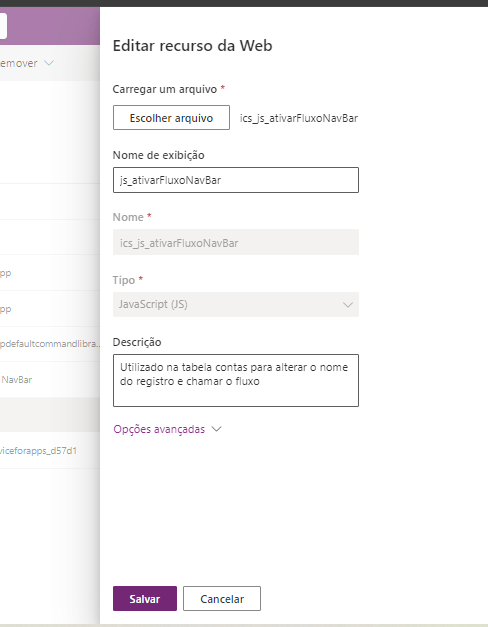 Editar recurso da Web
emover
Carregar um arquivo *
Escolher arquivo ics_js_ativarFluxoNavBar
Nome de exibição
js_ativarFluxoNavBar
Nome *
ics_js_ativarFluxoNavBar
pp
Tipo *
JavaScript (JS)
pp
pdefaultcommandlibra...
Descrição
Utilizado na tabela contas para alterar o nome
do registro e chamar o fluxo
NavBar
Opções avançadas
viceforapps_d57d1
Salvar Cancelar